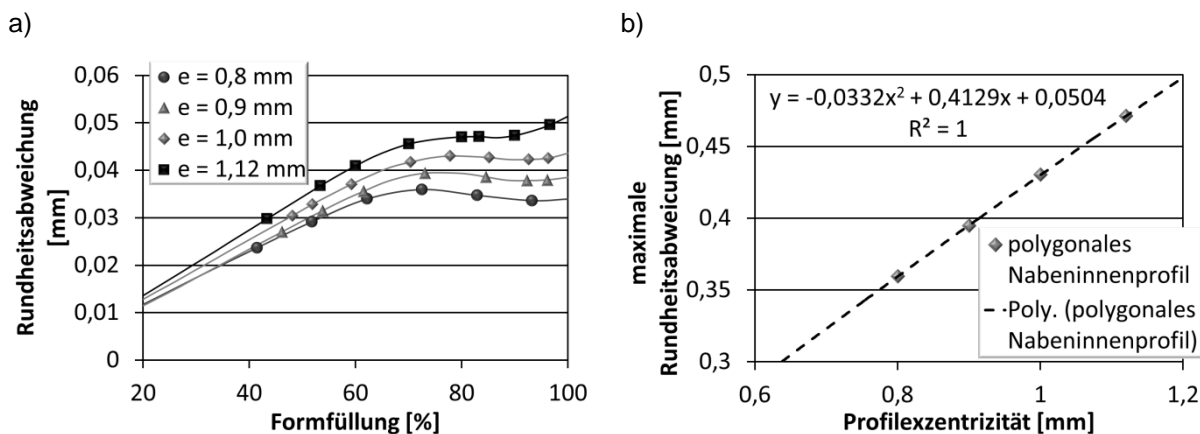 a)
Rundheitsabweichung
[mm]
0,06
0,05
0,04
0,03
0,02
0,01
0
e = 0,8 mm
e = 0,9 mm
e = 1,0 mm
e = 1,12 mm
20
40
60
80
100
Formfüllung [%]
b)
maximale
Rundheitsabweicung [mm]
0,5
0,45
0,4
0,35
0,3
y = -0,0332x² + 0,4129x + 0,0504
R² = 1
polygonales
Nabeninnenprofil
Poly. (polygonales
Nabeninnenprofil)
0,6
0,8
1
1,2
Profilexzentrizität [mm]